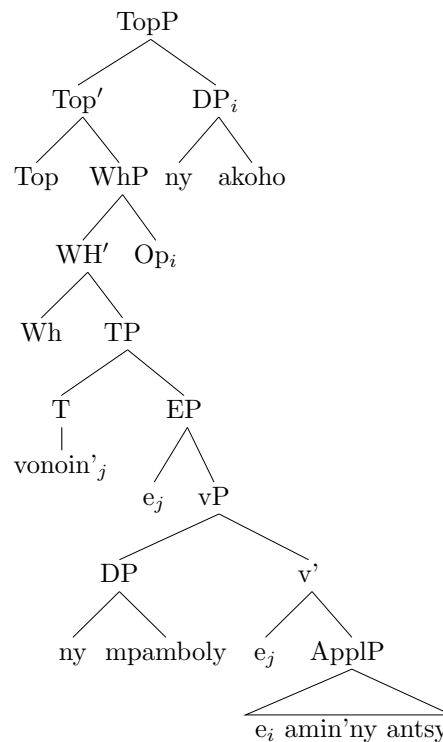 TopP
Top′ DPᵢ
Top WhP ny akoho
WH′ Opᵢ
Wh TP
T EP
vonoin'ⱼ
eⱼ vP
DP v'
ny mpamboly eⱼ ApplP
eᵢ amin'ny antsy